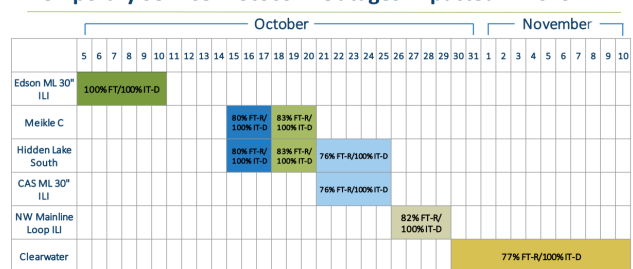 October
November
5 6 7 8 9 10 11 12 13 14 15 16 17 18 19 20 21 22 23 24 25 26 27 28 29 30 31 1 2 3 4 5 6 7 8 9 10
Edson ML 30"
ILI
100% FT/100% IT-D
Meikle C
80% FT-R/
100% IT-D
83% FT-R/
100% IT-D
Hidden Lake
South
80% FT-R/
100% IT-D
83% FT-R/
100% IT-D
76% FT-R/100% IT-D
CAS ML 30"
ILI
76% FT-R/100% IT-D
NW Mainline
Loop ILI
82% FT-R/
100% IT-D
Clearwater
77% FT-R/100% IT-D